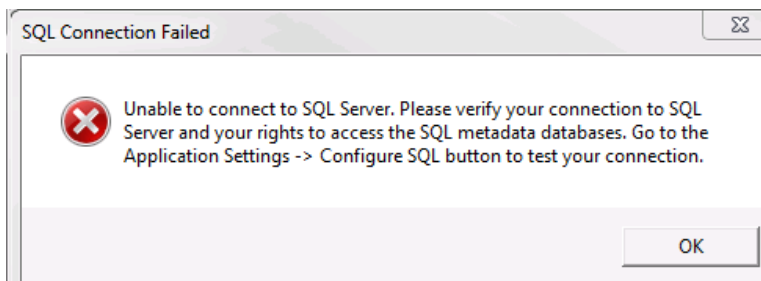 SQL Connection Failed
Unable to connect to SQL Server. Please verify your connection to SQL
Server and your rights to access the SQL metadata databases. Go to the
Application Settings -> Configure SQL button to test your connection.
OK